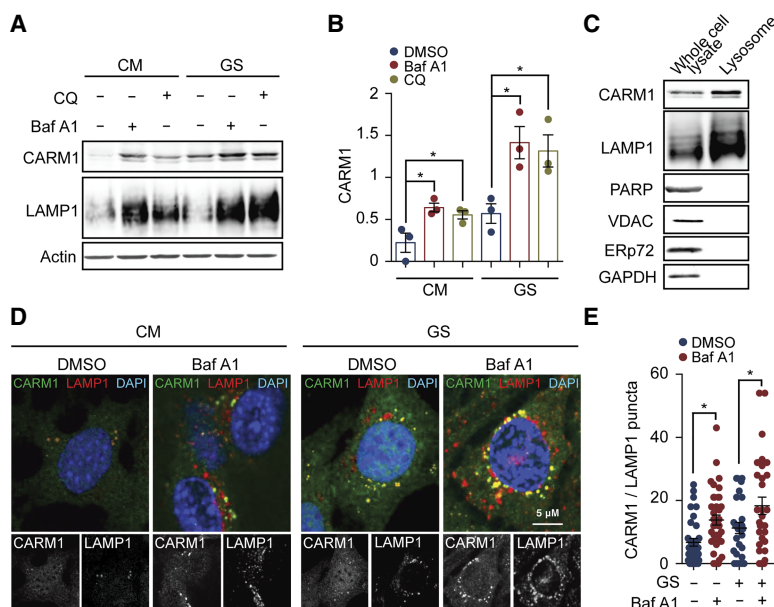 A
CM GS
CQ – – + – – +
Baf A1 – + – – + –
CARM1
LAMP1
Actin
B
DMSO
Baf A1
CQ
CARM1
2
1.5
1
0.5
0
* * * *
CM GS
C
Whole cell lysate
Lysosome
CARM1
LAMP1
PARP
VDAC
ERp72
GAPDH
D
CM GS
DMSO Baf A1 DMSO Baf A1
CARM1 LAMP1 DAPI CARM1 LAMP1 DAPI CARM1 LAMP1 DAPI CARM1 LAMP1 DAPI
5 µM
CARM1 LAMP1 CARM1 LAMP1 CARM1 LAMP1 CARM1 LAMP1
E
DMSO
Baf A1
CARM1 / LAMP1 puncta
60
40
20
0
* *
GS – – + +
Baf A1 – + – +